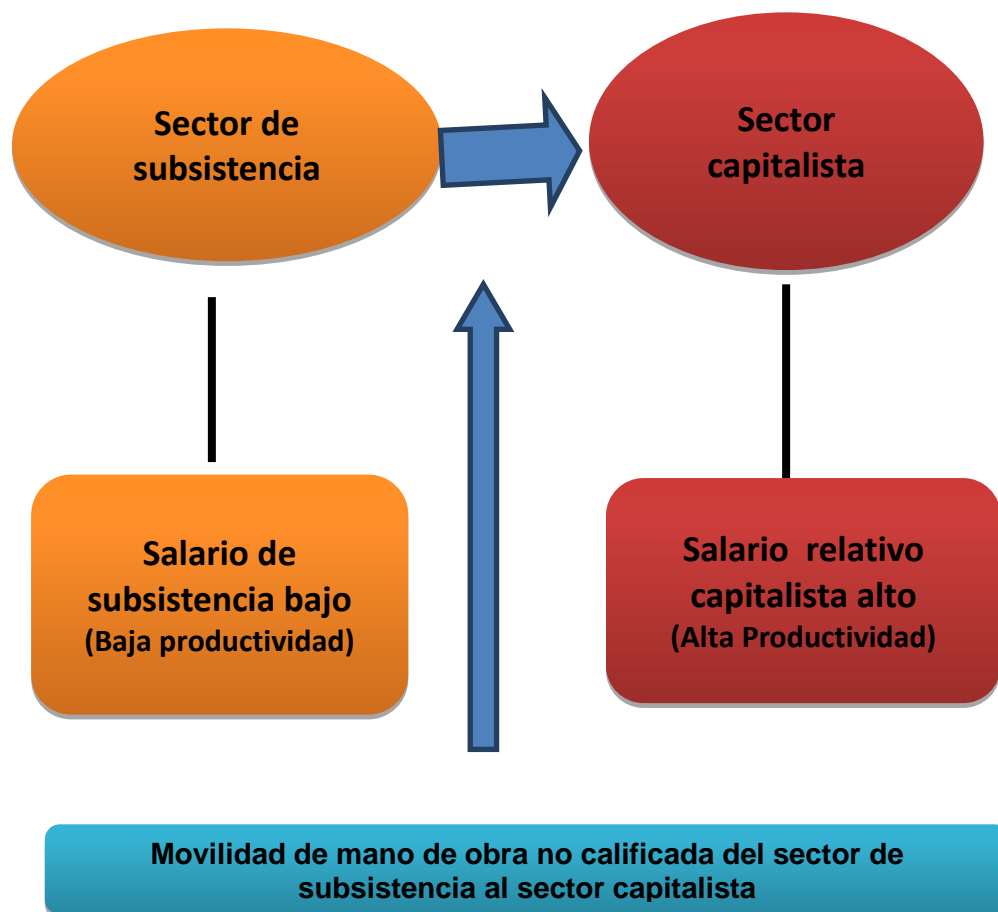 Sector de
subsistencia
Sector
capitalista
Salario de
subsistencia bajo
(Baja productividad)
Salario relativo
capitalista alto
(Alta Productividad)
Movilidad de mano de obra no calificada del sector de
subsistencia al sector capitalista